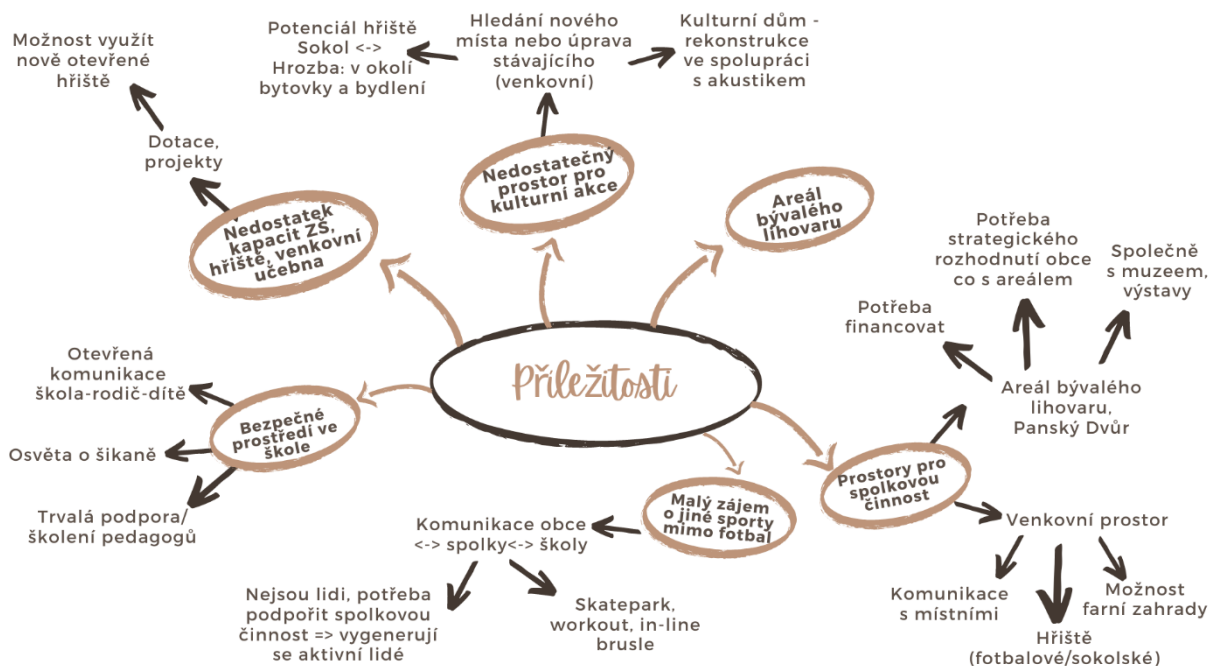 Možnost využít
nově otevřené
hřiště
Dotace,
projekty
Nedostatek
kapacit ZŠ,
hřiště, venkovní
učebna
Potenciál hřiště
Sokol <->
Hrozba: v okolí
bytovky a bydlení
Hledání nového
místa nebo úprava
stávajícího
(venkovní)
Kulturní dům -
rekonstrukce
ve spolupráci
s akustikem
Nedostatečný
prostor pro
kulturní akce
Areál
bývalého
lihovaru
Příležitosti
Potřeba
financovat
Potřeba
strategického
rozhodnutí obce
co s areálem
Společně
s muzeem,
výstavy
Areál bývalého
lihovaru,
Panský Dvůr
Prostory pro
spolkovou
činnost
Venkovní prostor
Komunikace
s místními
Hřiště
(fotbalové/sokolské)
Možnost
farní zahrady
Malý zájem
o jiné sporty
mimo fotbal
Komunikace obce
<-> spolky<-> školy
Nejsou lidi, potřeba
podpořit spolkovou
činnost => vygenerují
se aktivní lidé
Skatepark,
workout, in-line
brusle
Bezpečné
prostředí ve
škole
Otevřená
komunikace
škola-rodič-dítě
Osvěta o šikaně
Trvalá podpora/
školení pedagogů